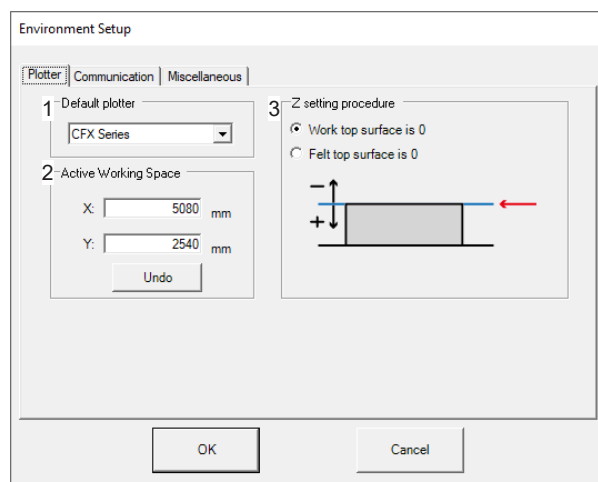 Environment Setup
Plotter Communication Miscellaneous
1 Default plotter
CFX Series
2 Active Working Space
X: 5080 mm
Y: 2540 mm
Undo
3 Z setting procedure
Work top surface is 0
Felt top surface is 0
−
+
OK Cancel